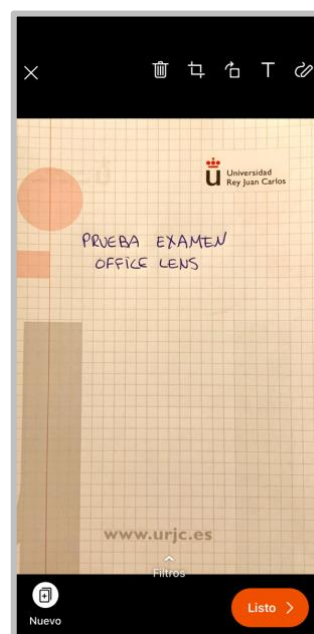 T
Universidad
Rey Juan Carlos
PRUEBA EXAMEN
OFFICE LENS
www.urjc.es
Filtros
Nuevo
Listo >